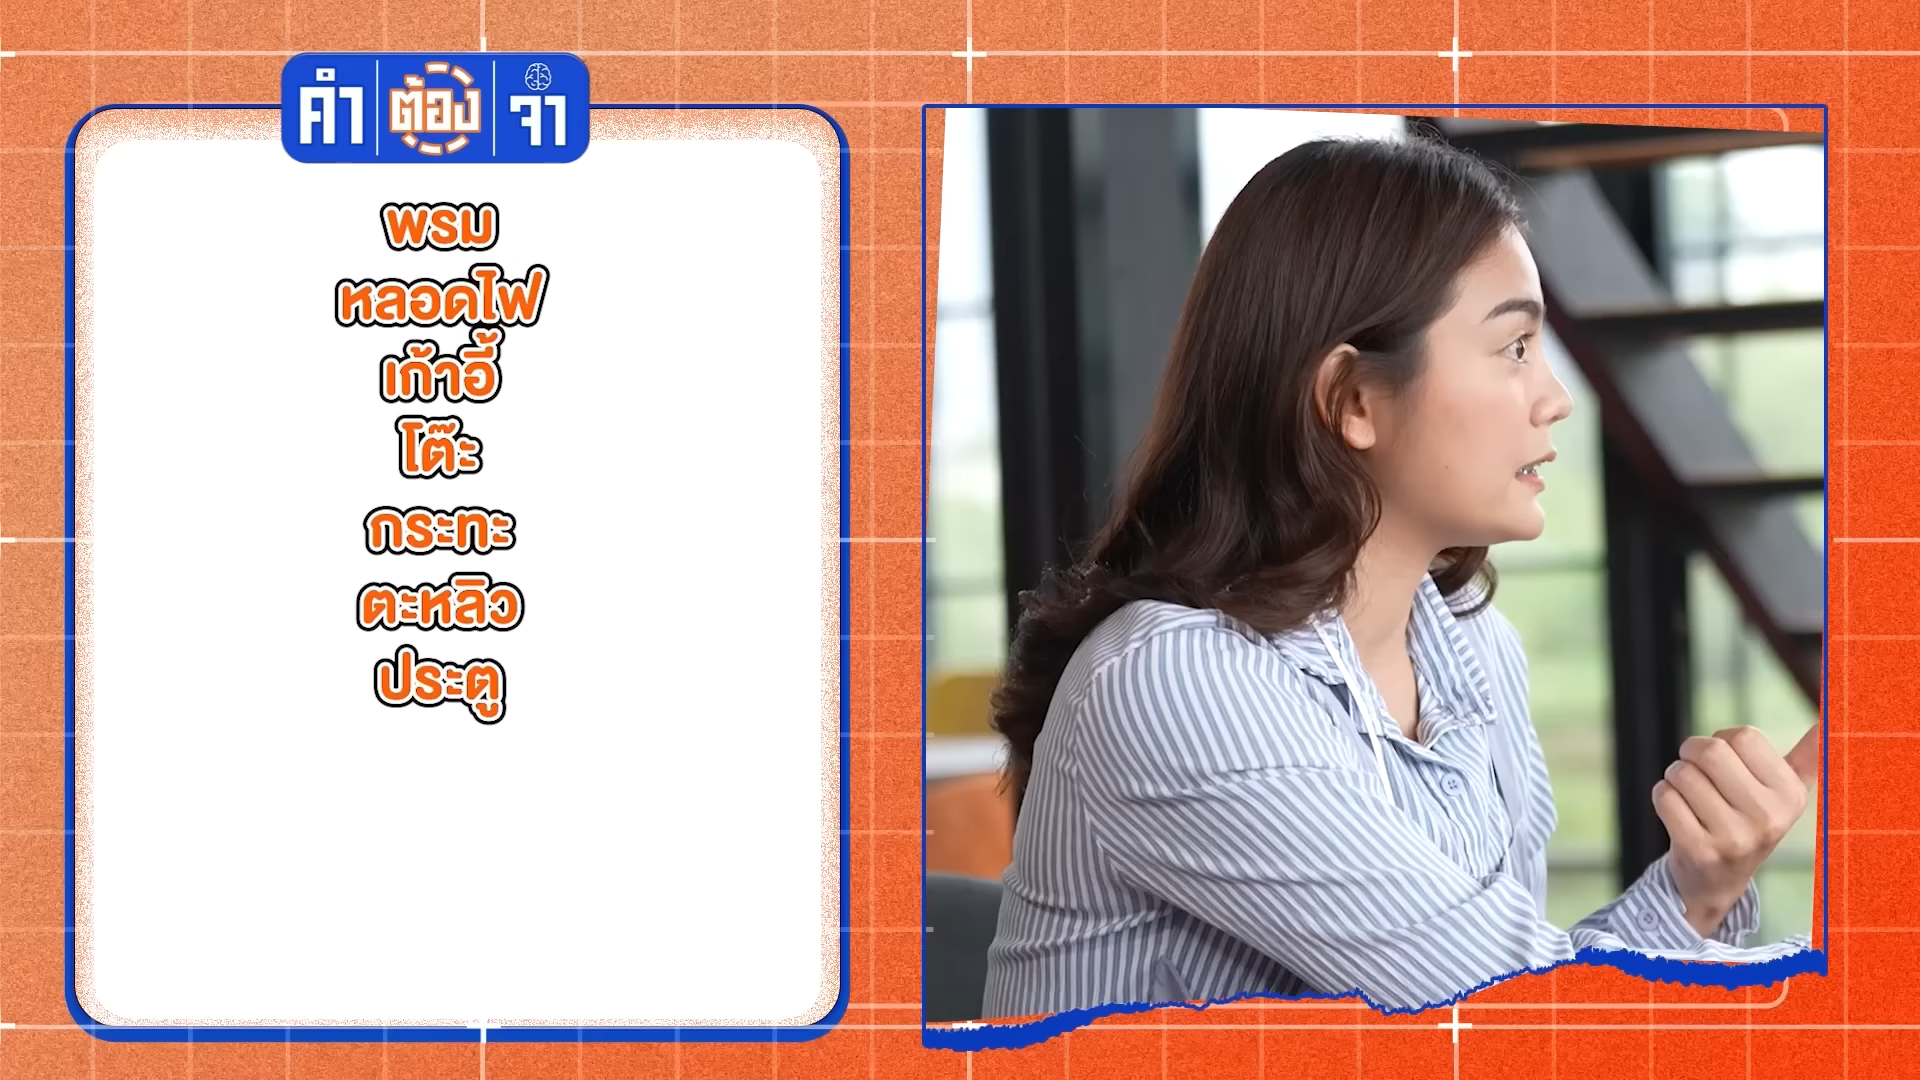 คำ ต้อง จำ
พรม
หลอดไฟ
เก้าอี้
โต๊ะ
กระทะ
ตะหลิว
ประตู